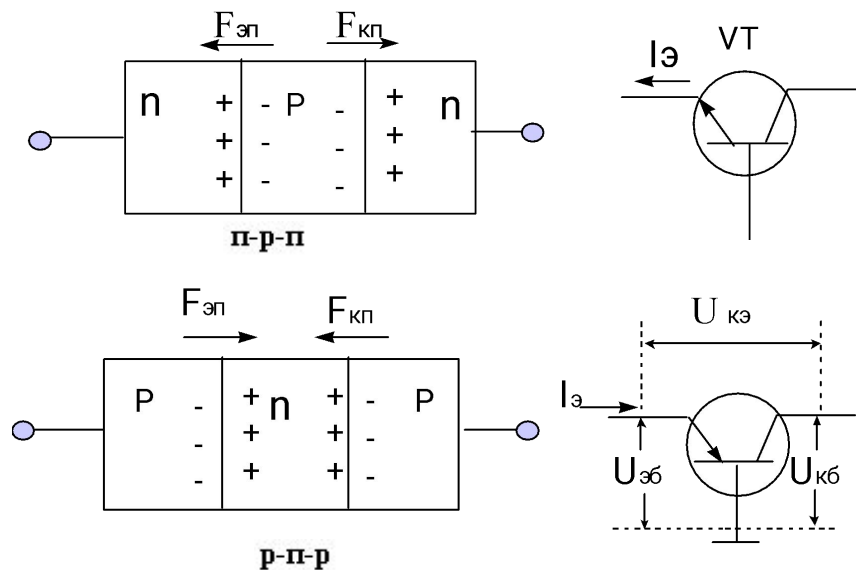 Fэп Fкп
VT
Iэ
n + - P - + n
+ - - +
+ - - +
п-р-п
Fэп Fкп
U кэ
P - + n + - P
- + + -
- + + -
Iэ
Uэб Uкб
р-п-р